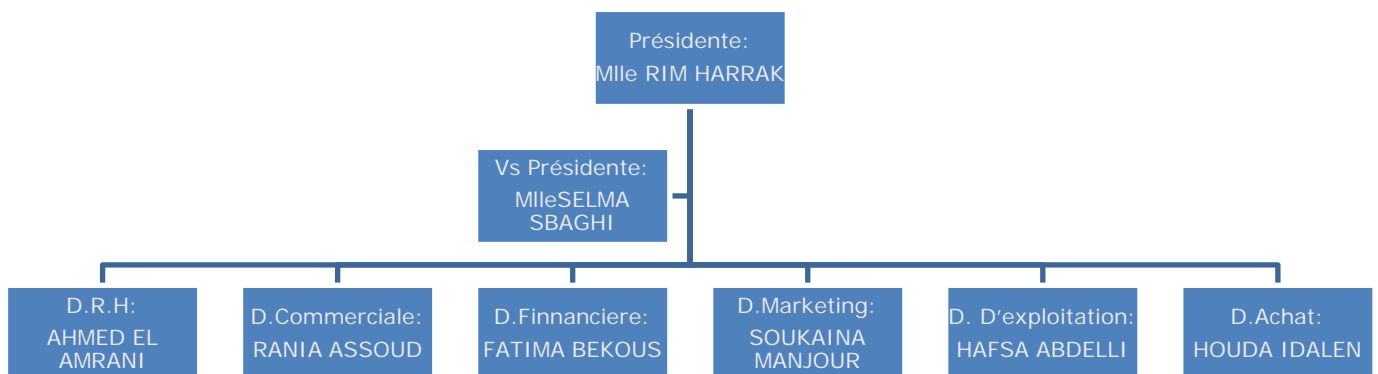 Présidente:
Mlle RIM HARRAK
Vs Présidente:
MlleSELMA
SBAGHI
D.R.H:
AHMED EL
AMRANI
D.Commerciale:
RANIA ASSOUD
D.Finnanciere:
FATIMA BEKOUS
D.Marketing:
SOUKAINA
MANJOUR
D. D'exploitation:
HAFSA ABDELLI
D.Achat:
HOUDA IDALEN